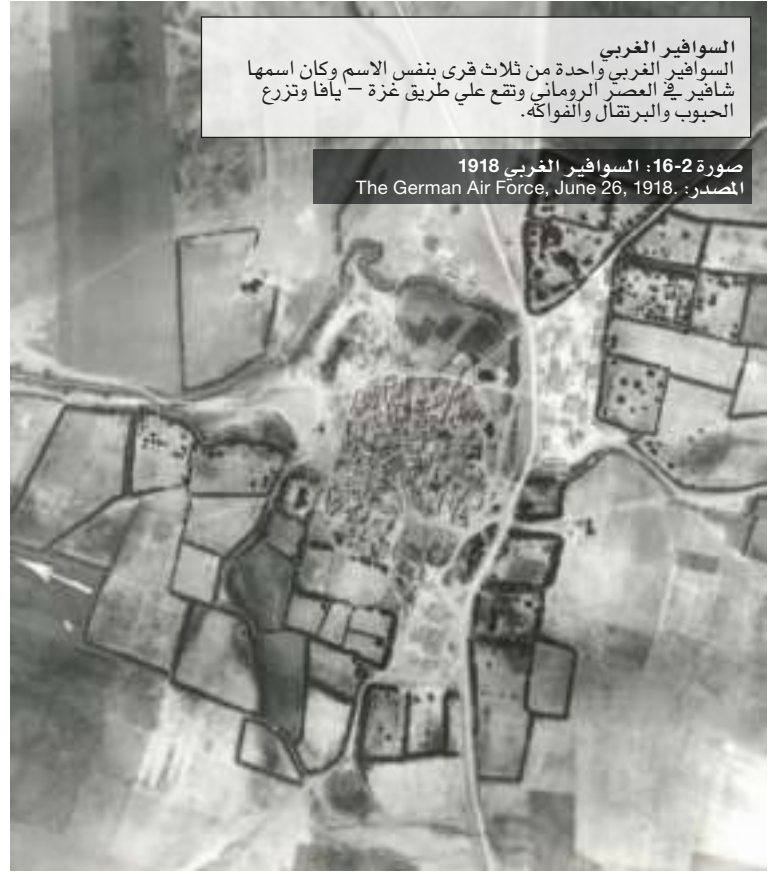 السوافير الغربي
السوافير الغربي واحدة من ثلاث قرى بنفس الاسم وكان اسمها
شافير في العصر الروماني وتقع علي طريق غزة – يافا وتزرع
الحبوب والبرتقال والفواكه.
صورة 2-16: السوافير الغربي 1918
المصدر: The German Air Force, June 26, 1918.